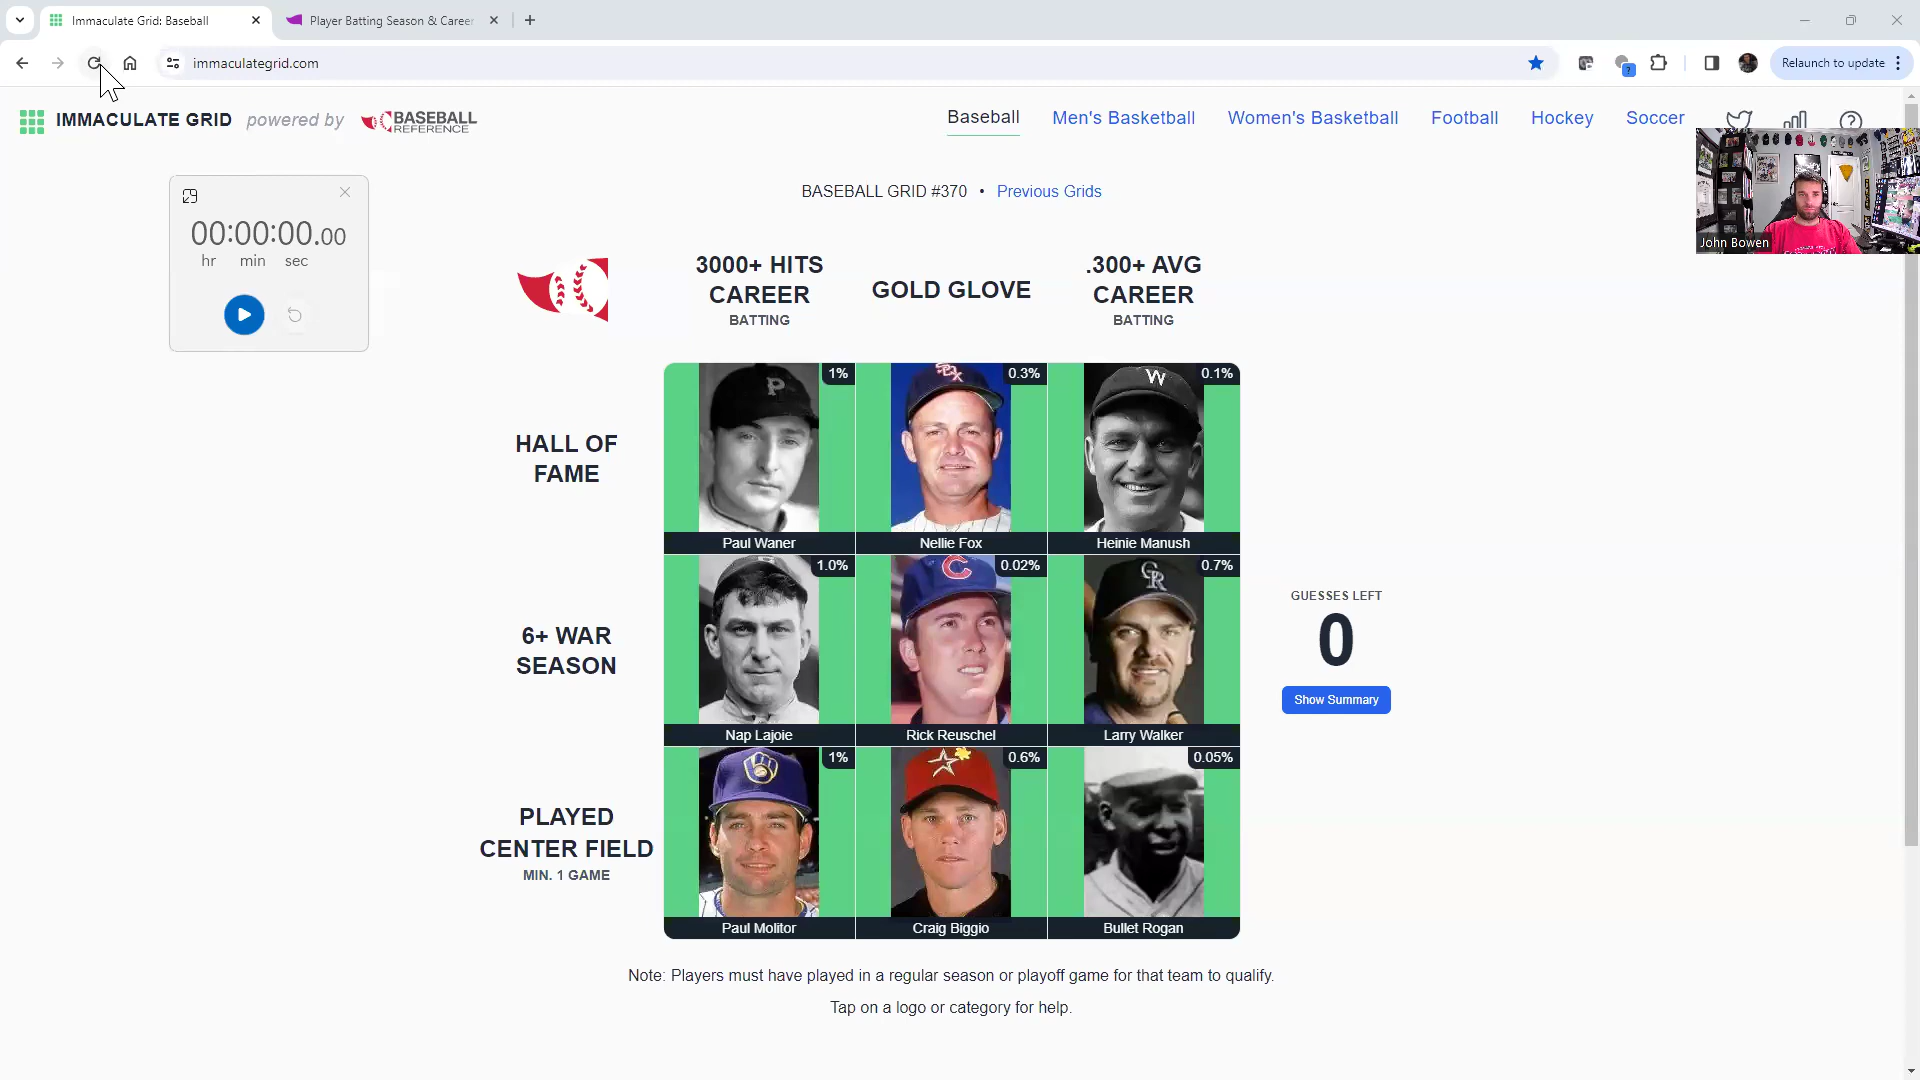 Immaculate Grid: Baseball
Player Batting Season & Career
immaculategrid.com
Relaunch to update
IMMACULATE GRID powered by BASEBALL REFERENCE
Baseball Men's Basketball Women's Basketball Football Hockey Soccer
John Bowen
00:00:00.00
hr min sec
BASEBALL GRID #370 • Previous Grids
3000+ HITS
CAREER
BATTING
GOLD GLOVE
.300+ AVG
CAREER
BATTING
HALL OF
FAME
1%
Paul Waner
0.3%
Nellie Fox
0.1%
Heinie Manush
6+ WAR
SEASON
1.0%
Nap Lajoie
0.02%
Rick Reuschel
0.7%
Larry Walker
PLAYED
CENTER FIELD
MIN. 1 GAME
1%
Paul Molitor
0.6%
Craig Biggio
0.05%
Bullet Rogan
GUESSES LEFT
0
Show Summary
Note: Players must have played in a regular season or playoff game for that team to qualify.
Tap on a logo or category for help.